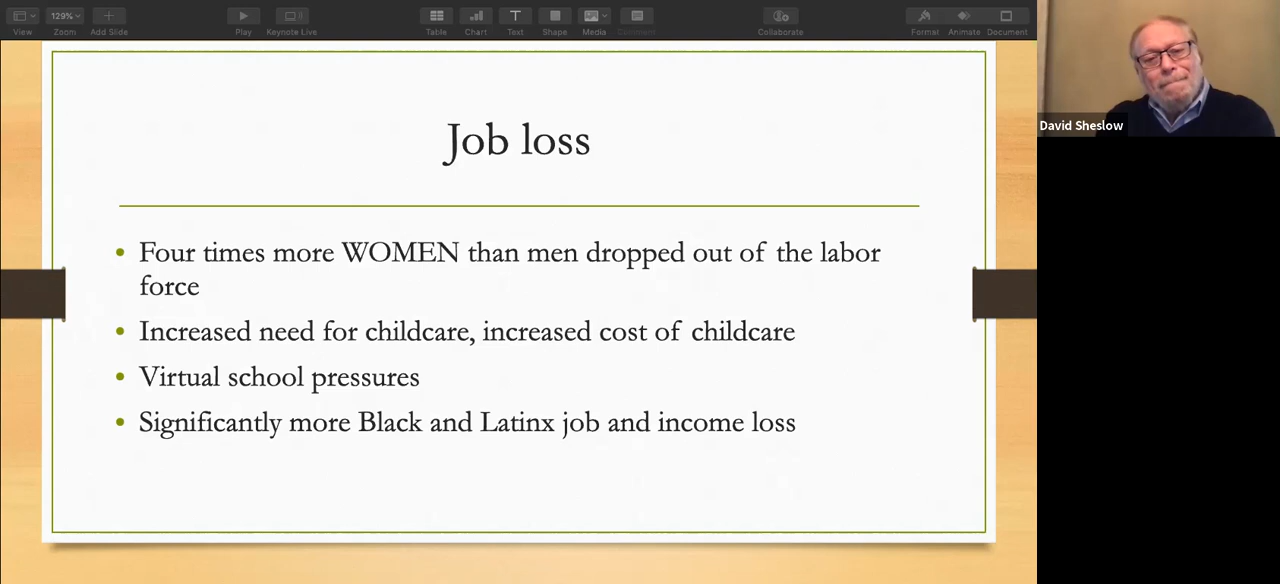 129%
View
Zoom
Add Slide
Play
Keynote Live
Table
Chart
Text
Shape
Media
Comment
Collaborate
Format
Animate
Document
David Sheslow
Job loss
• Four times more WOMEN than men dropped out of the labor
force
• Increased need for childcare, increased cost of childcare
• Virtual school pressures
• Significantly more Black and Latinx job and income loss